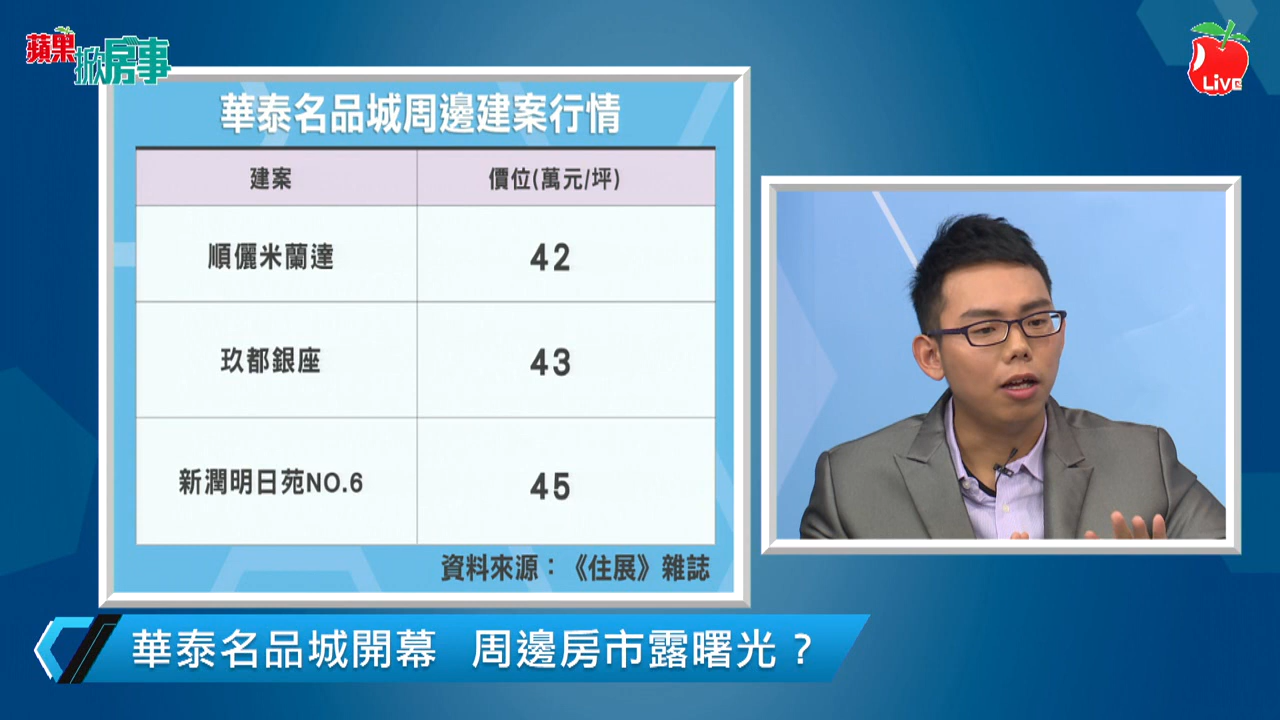 蘋果
掀房事
Live
華泰名品城周邊建案行情
建案 價位(萬元/坪)
順儷米蘭達 42
玖都銀座 43
新潤明日苑NO.6 45
資料來源：《住展》雜誌
華泰名品城開幕 周邊房市露曙光？